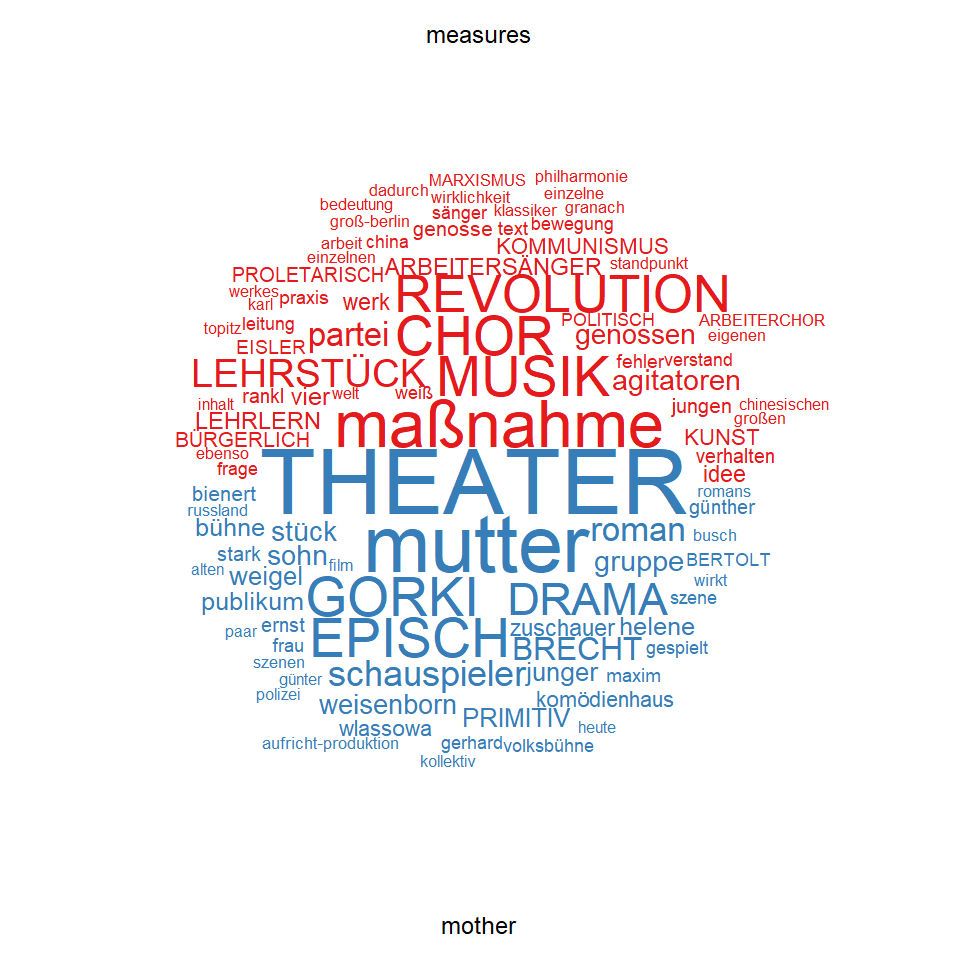 measures
MARXISMUS philharmonie
dadurch wirklichkeit einzelne
bedeutung sänger klassiker granach
groß-berlin genosse text bewegung
arbeit china KOMMUNISMUS
einzelnen ARBEITERSÄNGER standpunkt
PROLETARISCH REVOLUTION
werkes praxis werk
karl
topitz leitung partei CHOR POLITISCH ARBEITERCHOR
EISLER genossen eigenen
LEHRSTÜCK MUSIK fehler verstand
rankl vier welt weiß agitatoren
inhalt jungen chinesischen
LEHRLERN maßnahme großen
BÜRGERLICH KUNST
ebenso verhalten
frage idee
bienert THEATER romans
russland günther
bühne stück mutter roman busch
stark sohn film gruppe BERTOLT
alten weigel wirkt
publikum GORKI DRAMA szene
paar ernst EPISCH zuschauer helene
frau BRECHT gespielt
szenen schauspieler junger maxim
günter
polizei weisenborn komödienhaus
wlassowa PRIMITIV heute
aufricht-produktion gerhard volksbühne
kollektiv
mother